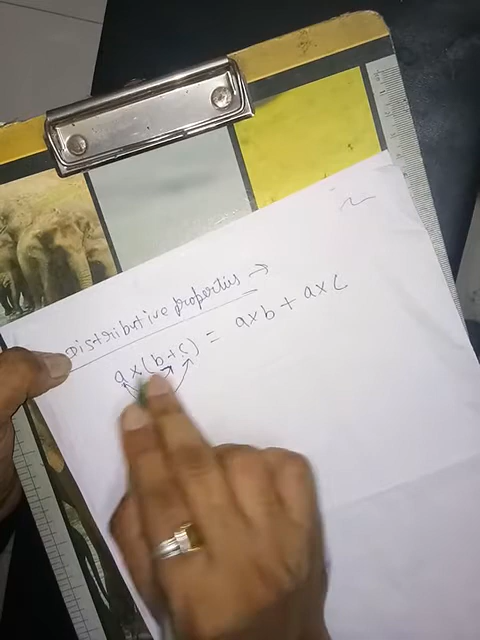 Distributive properties →
a×(b+c) = a×b + a×c